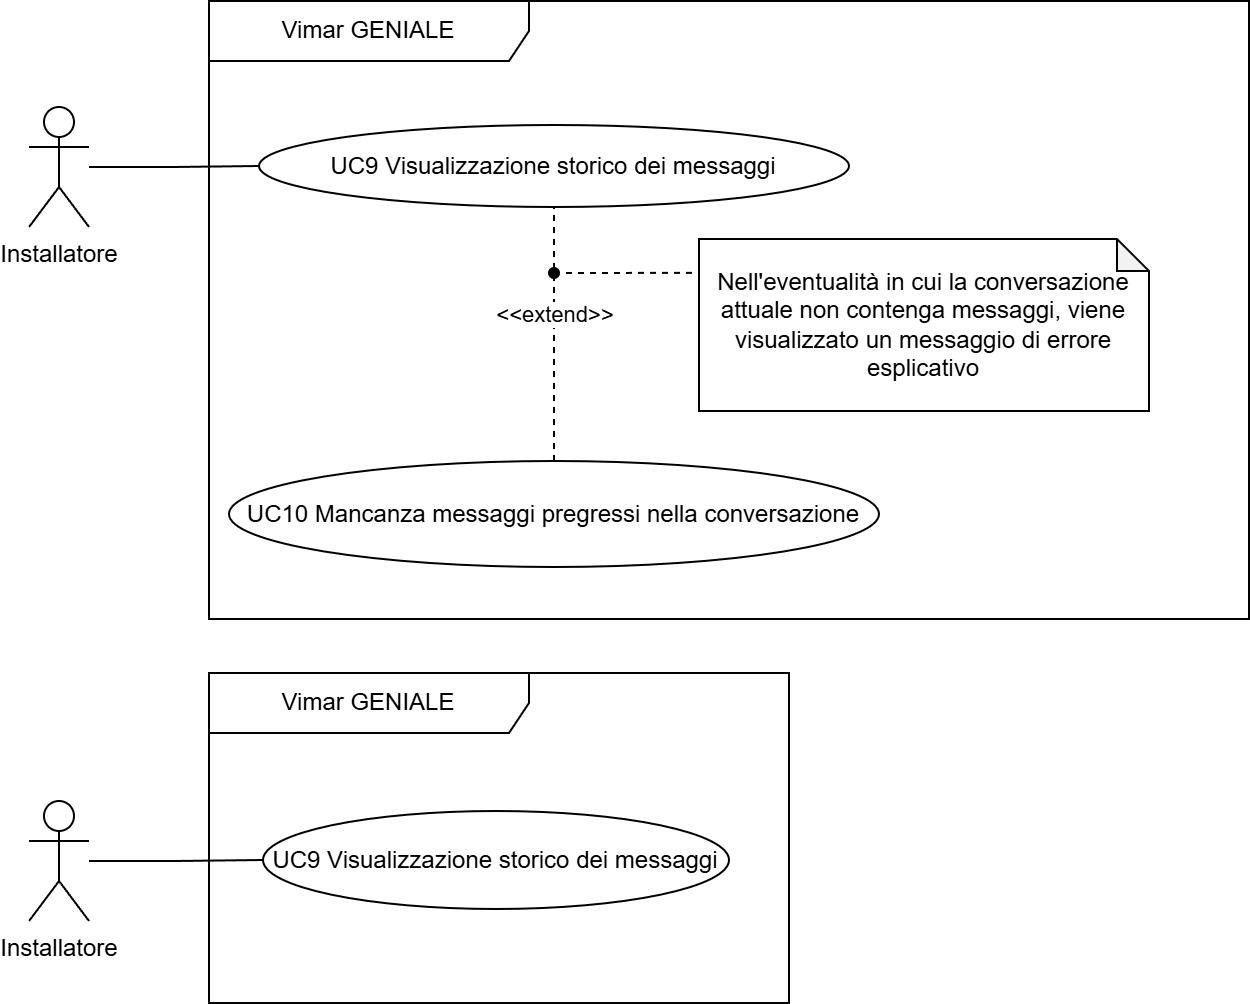 Vimar GENIALE
UC9 Visualizzazione storico dei messaggi
Installatore
Nell'eventualità in cui la conversazione
attuale non contenga messaggi, viene
visualizzato un messaggio di errore
esplicativo
<<extend>>
UC10 Mancanza messaggi pregressi nella conversazione
Vimar GENIALE
UC9 Visualizzazione storico dei messaggi
Installatore